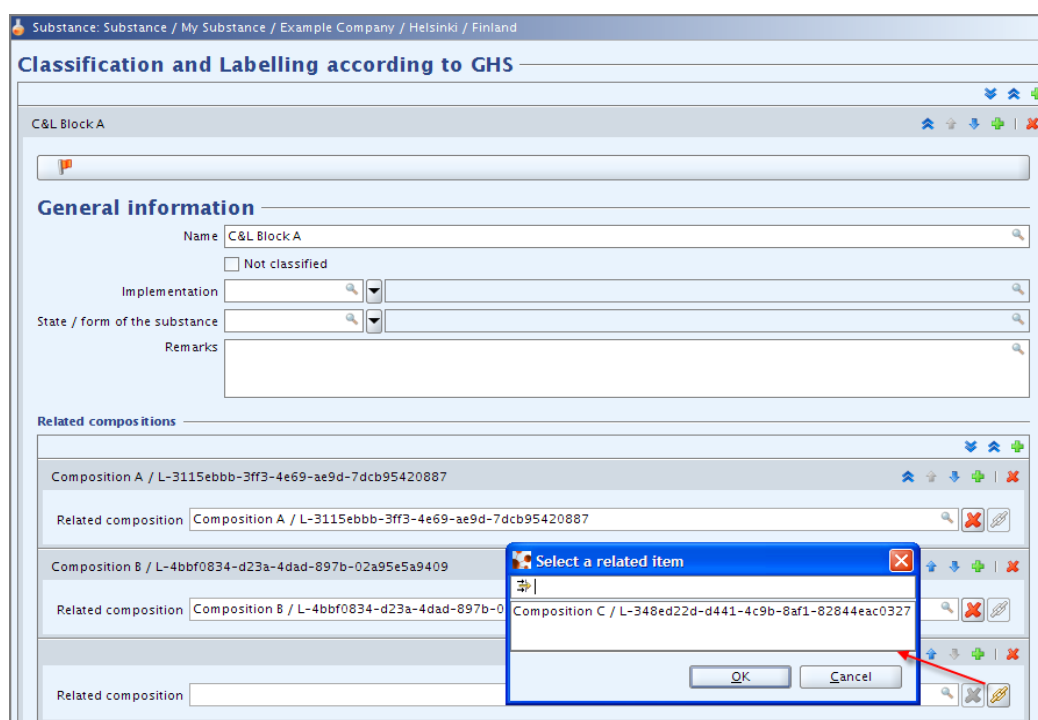 Substance: Substance / My Substance / Example Company / Helsinki / Finland
Classification and Labelling according to GHS
C&L Block A
General information
Name C&L Block A
Not classified
Implementation
State / form of the substance
Remarks
Related compositions
Composition A / L-3115ebbb-3ff3-4e69-ae9d-7dcb95420887
Related composition Composition A / L-3115ebbb-3ff3-4e69-ae9d-7dcb95420887
Composition B / L-4bbf0834-d23a-4dad-897b-02a95e5a9409
Related composition Composition B / L-4bbf0834-d23a-4dad-897b-0
Select a related item
Composition C / L-348ed22d-d441-4c9b-8af1-82844eac0327
OK Cancel
Related composition